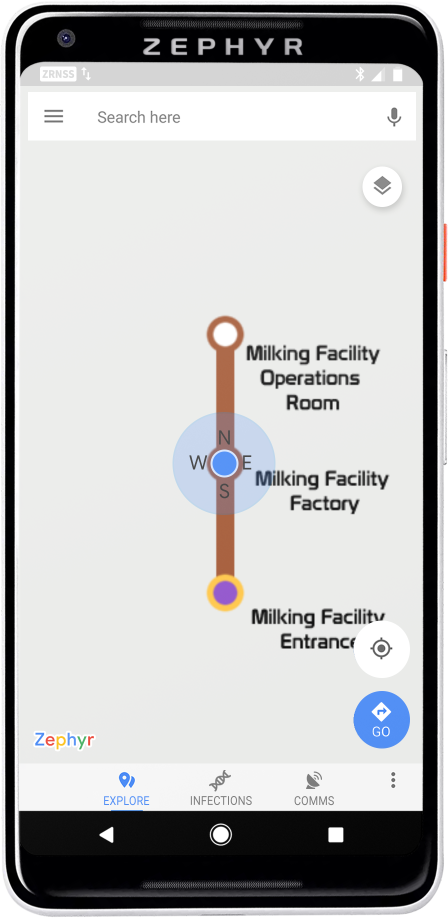 ZEPHYR
ZRNSS
Search here
Milking Facility
Operations
Room
N
W E
S
Milking Facility
Factory
Milking Facility
Entrance
GO
Zephyr
EXPLORE INFECTIONS COMMS